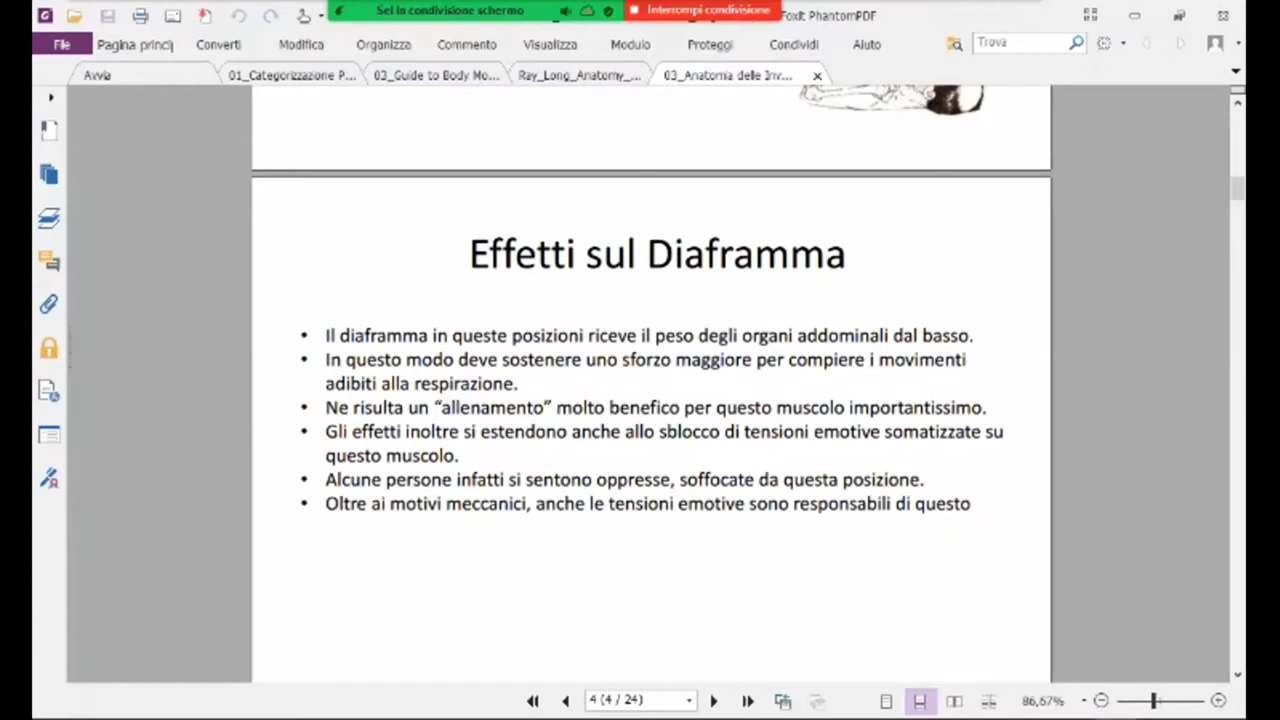 Sei in condivisione schermo
Interrompi condivisione
Foxit PhantomPDF
File
Pagina princij
Converti
Modifica
Organizza
Commento
Visualizza
Modulo
Proteggi
Condividi
Aiuto
Trova
Avvia
01_Categorizzazione P...
03_Guide to Body Mo...
Ray_Long_Anatomy_...
03_Anatomia delle Inv...
Effetti sul Diaframma
• Il diaframma in queste posizioni riceve il peso degli organi addominali dal basso.
• In questo modo deve sostenere uno sforzo maggiore per compiere i movimenti
adibiti alla respirazione.
• Ne risulta un “allenamento” molto benefico per questo muscolo importantissimo.
• Gli effetti inoltre si estendono anche allo sblocco di tensioni emotive somatizzate su
questo muscolo.
• Alcune persone infatti si sentono oppresse, soffocate da questa posizione.
• Oltre ai motivi meccanici, anche le tensioni emotive sono responsabili di questo
4 (4 / 24)
86,67%